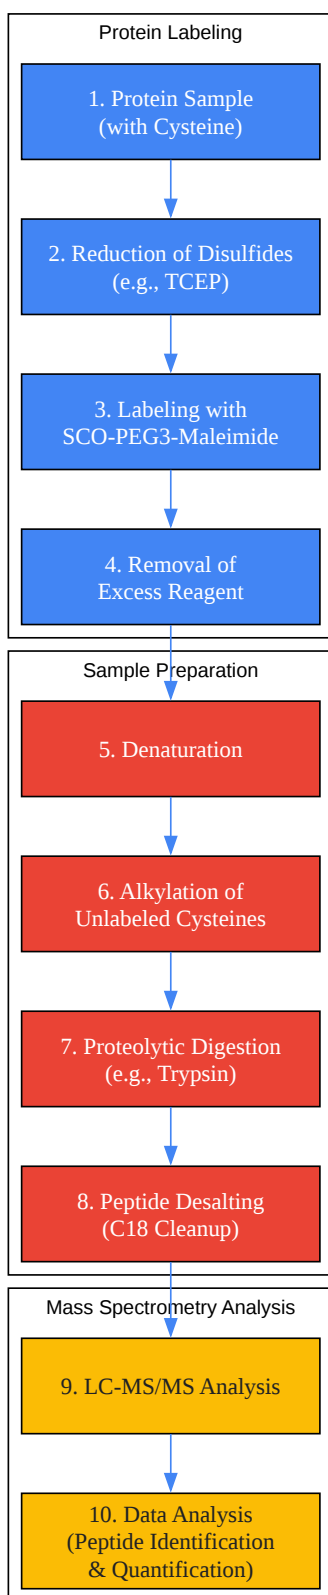 Protein Labeling
1. Protein Sample
(with Cysteine)
2. Reduction of Disulfides
(e.g., TCEP)
3. Labeling with
SCO-PEG3-Maleimide
4. Removal of
Excess Reagent
Sample Preparation
5. Denaturation
6. Alkylation of
Unlabeled Cysteines
7. Proteolytic Digestion
(e.g., Trypsin)
8. Peptide Desalting
(C18 Cleanup)
Mass Spectrometry Analysis
9. LC-MS/MS Analysis
10. Data Analysis
(Peptide Identification
& Quantification)